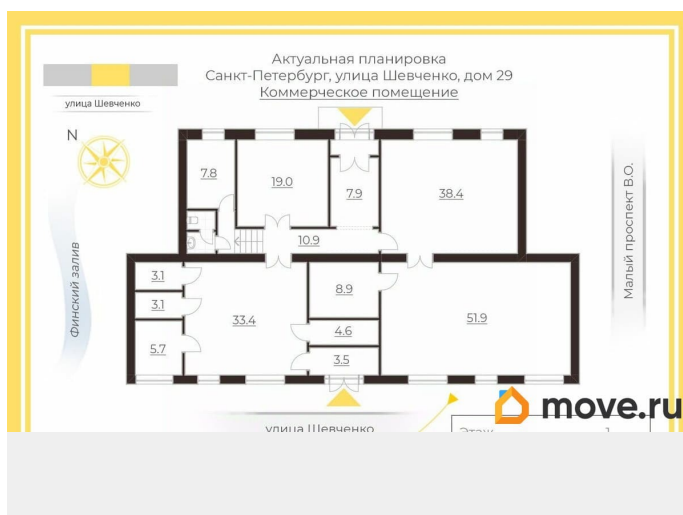 Актуальная планировка
Санкт-Петербург, улица Шевченко, дом 29
Коммерческое помещение
улица Шевченко
N
7.8
19.0
7.9
38.4
10.9
3.1
3.1
5.7
33.4
8.9
4.6
3.5
51.9
Финский залив
Малый проспект В.О.
улица Шевченко
move.ru
Этаж 1